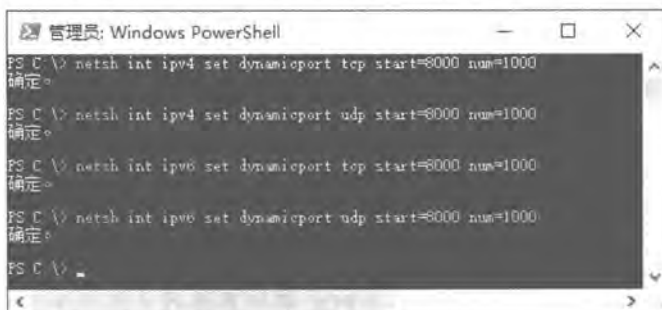 管理员: Windows PowerShell
PS C:\> netsh int ipv4 set dynamicport tcp start=8000 num=1000
确定。
PS C:\> netsh int ipv4 set dynamicport udp start=8000 num=1000
确定。
PS C:\> netsh int ipv6 set dynamicport tcp start=8000 num=1000
确定。
PS C:\> netsh int ipv6 set dynamicport udp start=8000 num=1000
确定。
PS C:\>